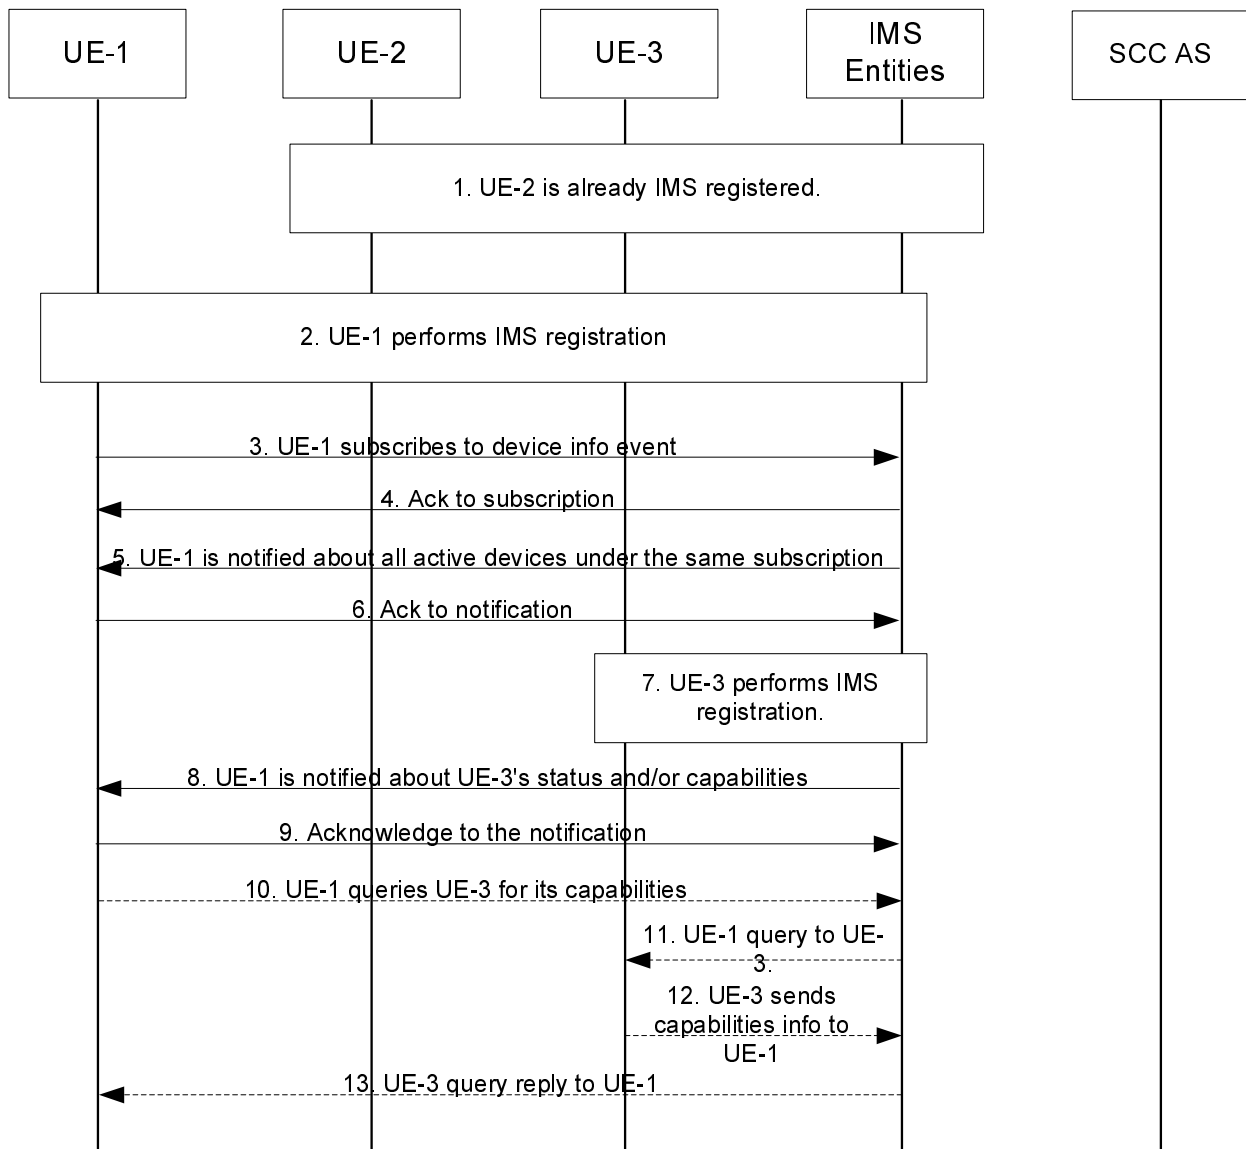 UE-1
UE-2
UE-3
IMS
Entities
SCC AS
1. UE-2 is already IMS registered.
2. UE-1 performs IMS registration
3. UE-1 subscribes to device info event
4. Ack to subscription
5. UE-1 is notified about all active devices under the same subscription
6. Ack to notification
7. UE-3 performs IMS
registration.
8. UE-1 is notified about UE-3's status and/or capabilities
9. Acknowledge to the notification
10. UE-1 queries UE-3 for its capabilities
11. UE-1 query to UE-
3.
12. UE-3 sends
capabilities info to
UE-1
13. UE-3 query reply to UE-1